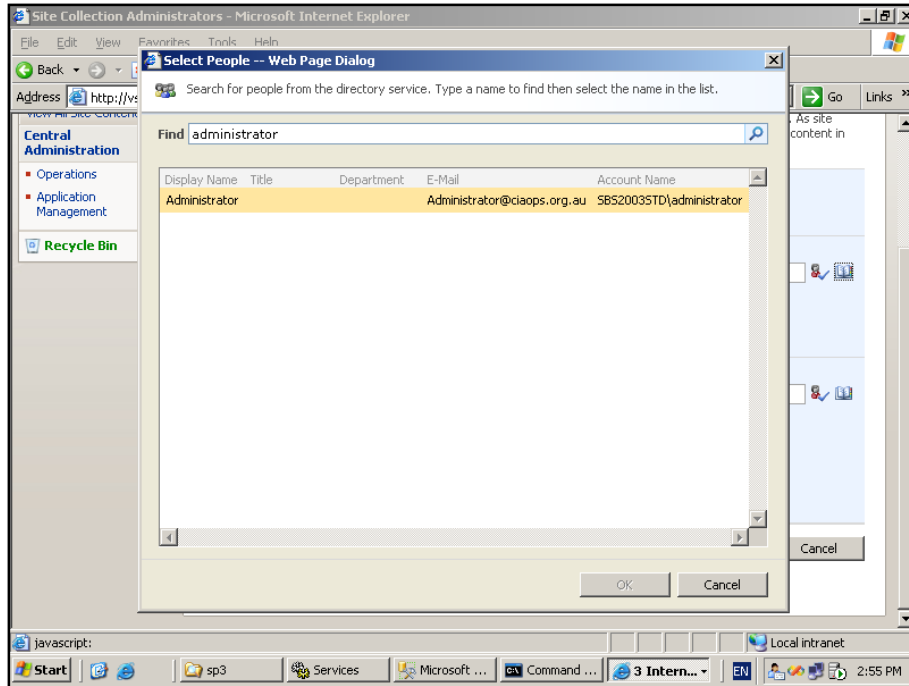 Site Collection Administrators - Microsoft Internet Explorer
File Edit View Favorites Tools Help
Back
Address http://vs
Go Links »
View All Site Content
Central
Administration
Operations
Application
Management
Recycle Bin
Select People -- Web Page Dialog
Search for people from the directory service. Type a name to find then select the name in the list.
Find administrator
Display Name Title Department E-Mail Account Name
Administrator Administrator@ciaops.org.au SBS2003STD\administrator
OK Cancel
. As site
content in
Cancel
javascript:
Local intranet
Start sp3 Services Microsoft ... Command ... 3 Intern... EN 2:55 PM